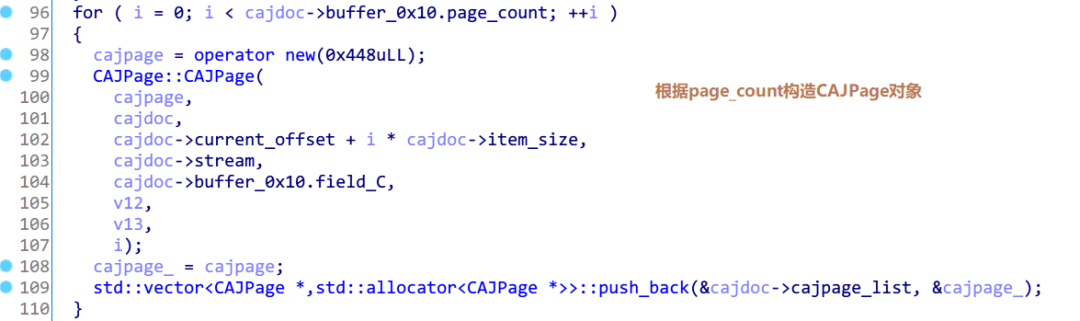 96 for ( i = 0; i < cajdoc->buffer_0x10.page_count; ++i )
97 {
98 cajpage = operator new(0x448uLL);
99 CAJPage::CAJPage(
根据page_count构造CAJPage对象
100 cajpage,
101 cajdoc,
102 cajdoc->current_offset + i * cajdoc->item_size,
103 cajdoc->stream,
104 cajdoc->buffer_0x10.field_C,
105 v12,
106 v13,
107 i);
108 cajpage_ = cajpage;
109 std::vector<CAJPage *,std::allocator<CAJPage *>>::push_back(&cajdoc->cajpage_list, &cajpage_);
110 }